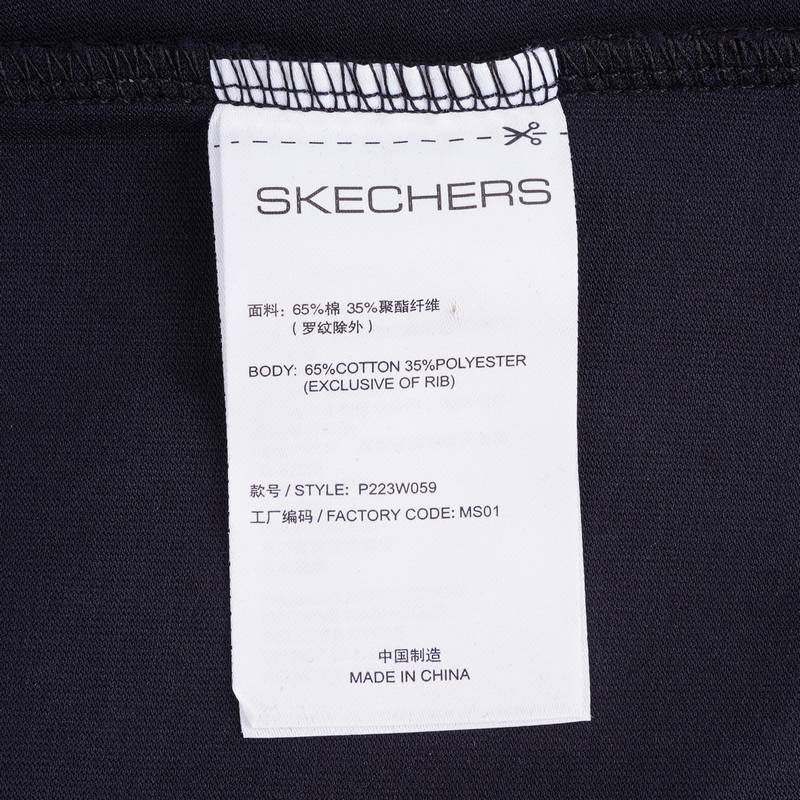 SKECHERS
面料: 65%棉 35%聚酯纤维
(罗纹除外)
BODY: 65%COTTON 35%POLYESTER
(EXCLUSIVE OF RIB)
款号 / STYLE: P223W059
工厂编码 / FACTORY CODE: MS01
中国制造
MADE IN CHINA